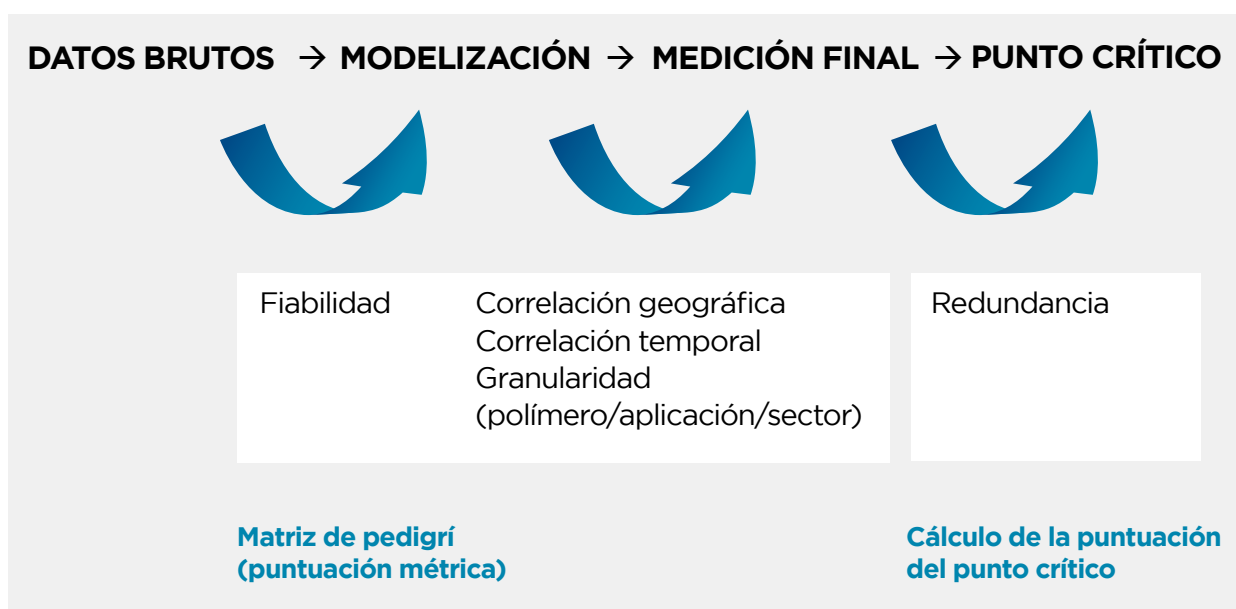 DATOS BRUTOS → MODELIZACIÓN → MEDICIÓN FINAL → PUNTO CRÍTICO
Fiabilidad
Correlación geográfica
Correlación temporal
Granularidad
(polímero/aplicación/sector)
Redundancia
Matriz de pedigrí
(puntuación métrica)
Cálculo de la puntuación
del punto crítico